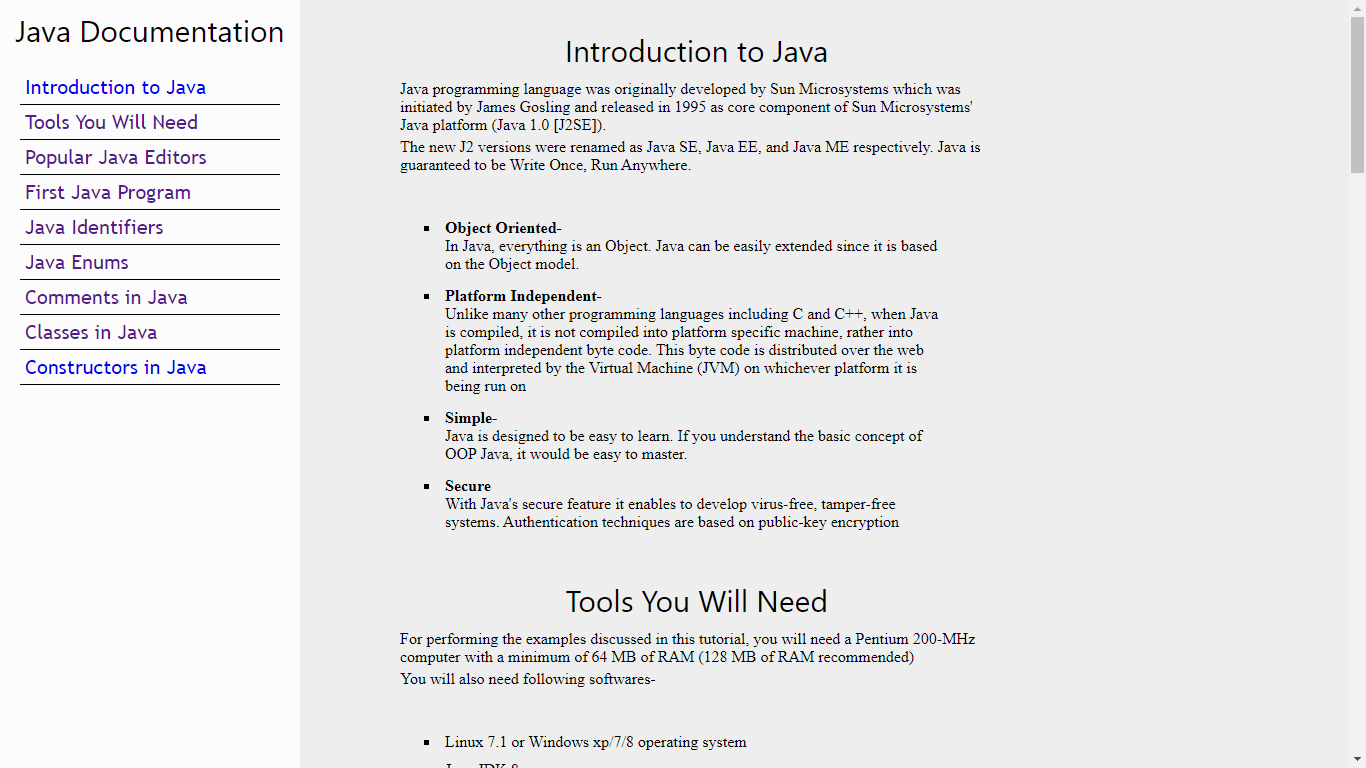 Java Documentation
Introduction to Java
Tools You Will Need
Popular Java Editors
First Java Program
Java Identifiers
Java Enums
Comments in Java
Classes in Java
Constructors in Java
Introduction to Java
Java programming language was originally developed by Sun Microsystems which was
initiated by James Gosling and released in 1995 as core component of Sun Microsystems'
Java platform (Java 1.0 [J2SE]).
The new J2 versions were renamed as Java SE, Java EE, and Java ME respectively. Java is
guaranteed to be Write Once, Run Anywhere.
Object Oriented-
In Java, everything is an Object. Java can be easily extended since it is based
on the Object model.
Platform Independent-
Unlike many other programming languages including C and C++, when Java
is compiled, it is not compiled into platform specific machine, rather into
platform independent byte code. This byte code is distributed over the web
and interpreted by the Virtual Machine (JVM) on whichever platform it is
being run on
Simple-
Java is designed to be easy to learn. If you understand the basic concept of
OOP Java, it would be easy to master.
Secure
With Java's secure feature it enables to develop virus-free, tamper-free
systems. Authentication techniques are based on public-key encryption
Tools You Will Need
For performing the examples discussed in this tutorial, you will need a Pentium 200-MHz
computer with a minimum of 64 MB of RAM (128 MB of RAM recommended)
You will also need following softwares-
Linux 7.1 or Windows xp/7/8 operating system
Java JDK 8